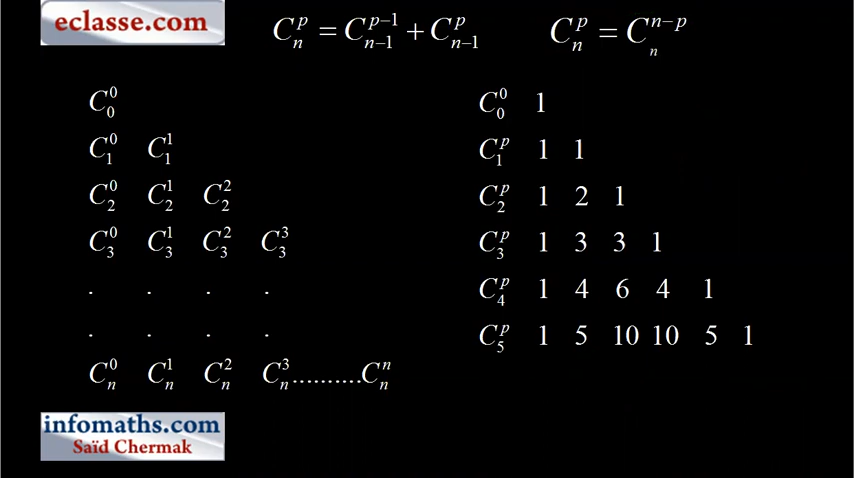 eclasse.com
C_n^p = C_{n-1}^{p-1} + C_{n-1}^p    C_n^p = C_n^{n-p}
C_0^0
C_1^0 C_1^1
C_2^0 C_2^1 C_2^2
C_3^0 C_3^1 C_3^2 C_3^3
. . . .
. . . .
C_n^0 C_n^1 C_n^2 C_n^3..........C_n^n
C_0^0 1
C_1^p 1 1
C_2^p 1 2 1
C_3^p 1 3 3 1
C_4^p 1 4 6 4 1
C_5^p 1 5 10 10 5 1
infomaths.com
Saïd Chermak